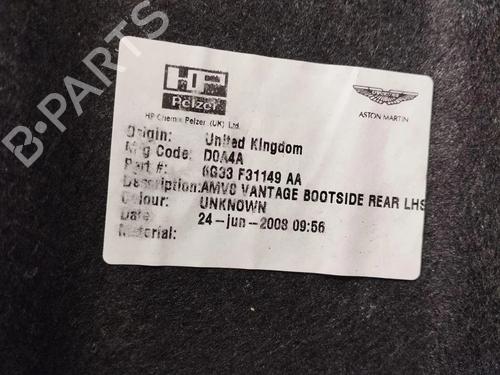 B-PARTS
HP
Pelzer
HP Chemie Pelzer (UK) Ltd.
ASTON MARTIN
Origin: United Kingdom
Mfg Code: D0A4A
Part #: 6G33 F31149 AA
Description: AMV8 VANTAGE BOOTSIDE REAR LHS
Colour: UNKNOWN
Date: 24-jun-2008 09:56
Material: